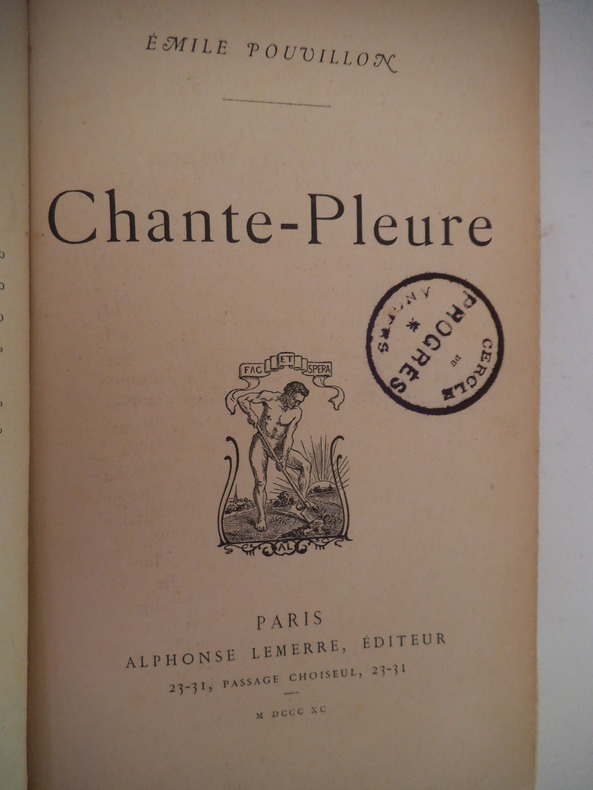 ÉMILE POUVILLON
Chante-Pleure
CERCLE
DU
PROGRÈS
*
ANGERS
FAC ET SPERA
AL
PARIS
ALPHONSE LEMERRE, ÉDITEUR
23-31, PASSAGE CHOISEUL, 23-31
M DCCC XC